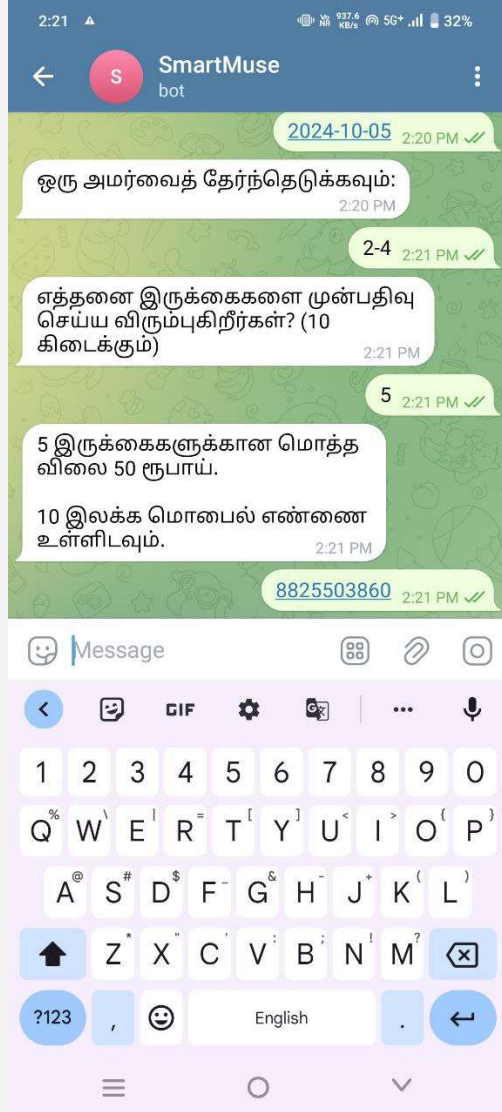 2:21
937.6 KB/s 5G+ 32%
S
SmartMuse
bot
2024-10-05 2:20 PM
ஒரு அமர்வைத் தேர்ந்தெடுக்கவும்:
2:20 PM
2-4 2:21 PM
எத்தனை இருக்கைகளை முன்பதிவு
செய்ய விரும்புகிறீர்கள்? (10
கிடைக்கும்)
2:21 PM
5 2:21 PM
5 இருக்கைகளுக்கான மொத்த
விலை 50 ரூபாய்.
10 இலக்க மொபைல் எண்ணை
உள்ளிடவும்.
2:21 PM
8825503860 2:21 PM
Message
GIF
1 2 3 4 5 6 7 8 9 0
% \ | = [ ] < > { }
Q W E R T Y U I O P
@ # $ - & - + ( )
A S D F G H J K L
* " ' : ; ! ?
Z X C V B N M
?123 , English .